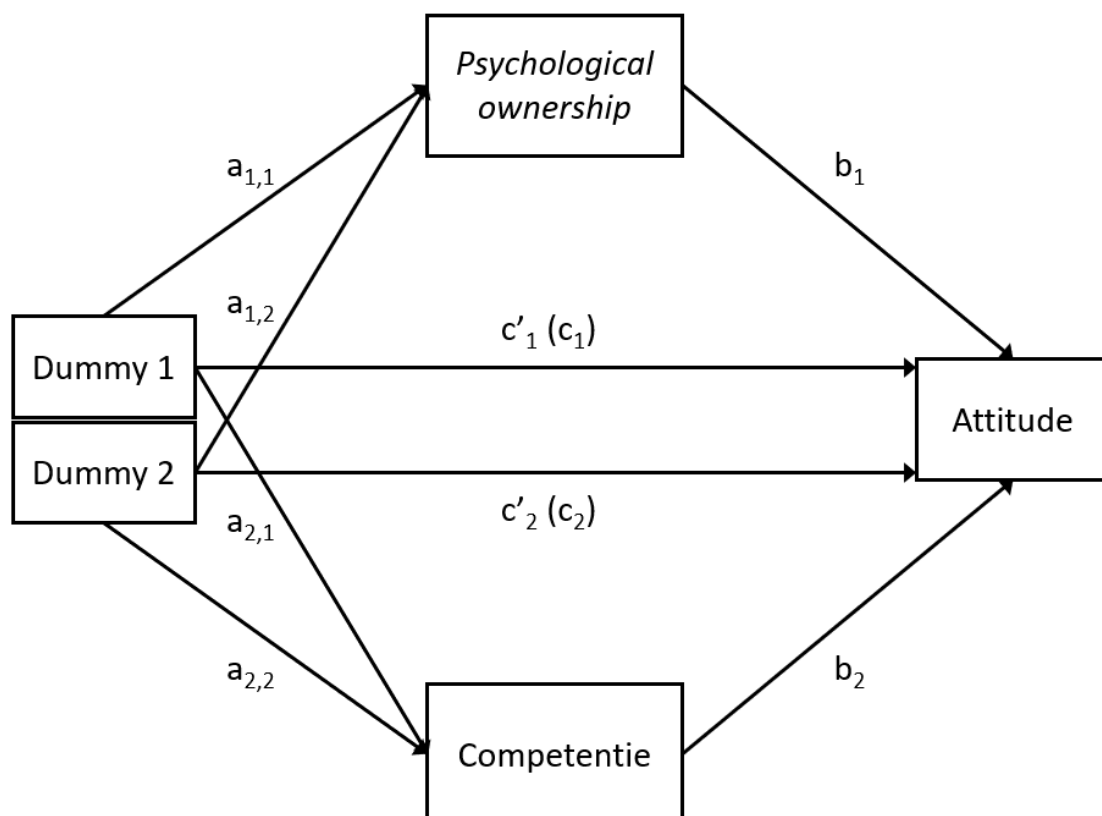 Psychological
ownership
a1,1
b1
a1,2
c’1 (c1)
Dummy 1
Attitude
Dummy 2
c’2 (c2)
a2,1
a2,2
b2
Competentie